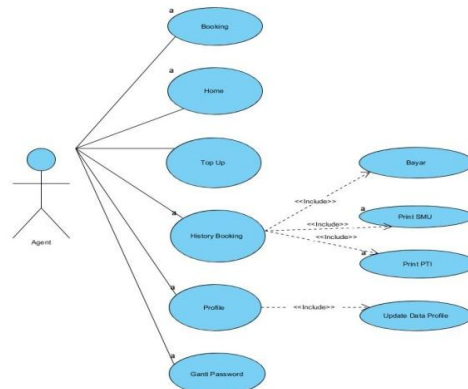 a
Booking
a
Home
Top Up
Bayar
<<Include>>
a
a
Print SMU
<<Include>>
History Booking
<<Include>>
Agent
a
Print PTI
a
Profile
<<Include>>
Update Data Profile
a
Ganti Password